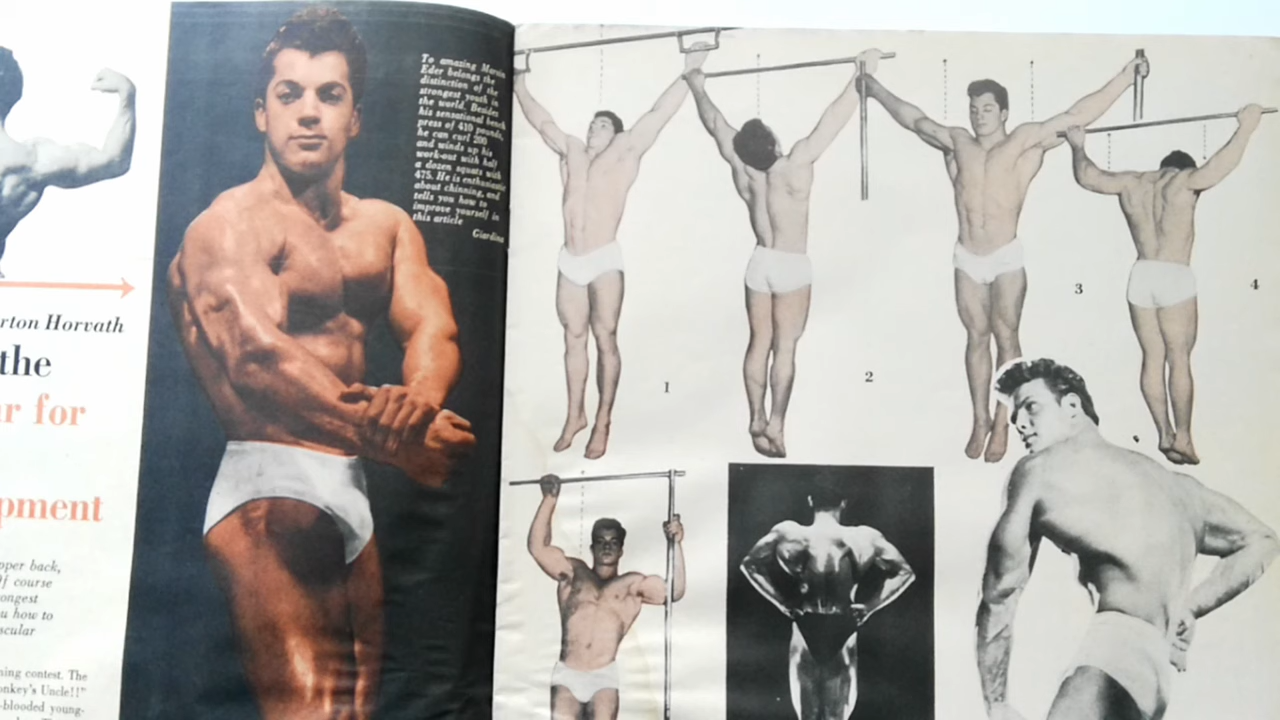 rton Horvath
the
r for
pment
pper back,
Of course
ongest
u how to
scular
ning contest. The
onkey's Uncle!!"
-blooded young-
To amazing Marvin
Eder belongs the
distinction of the
strongest youth in
the world. Besides
his sensational bench
press of 410 pounds,
he can curl 200
and winds up his
work-out with half
a dozen squats with
475. He is enthusiastic
about chinning, and
tells you how to
improve yourself in
this article
Giardina
1
2
3
4